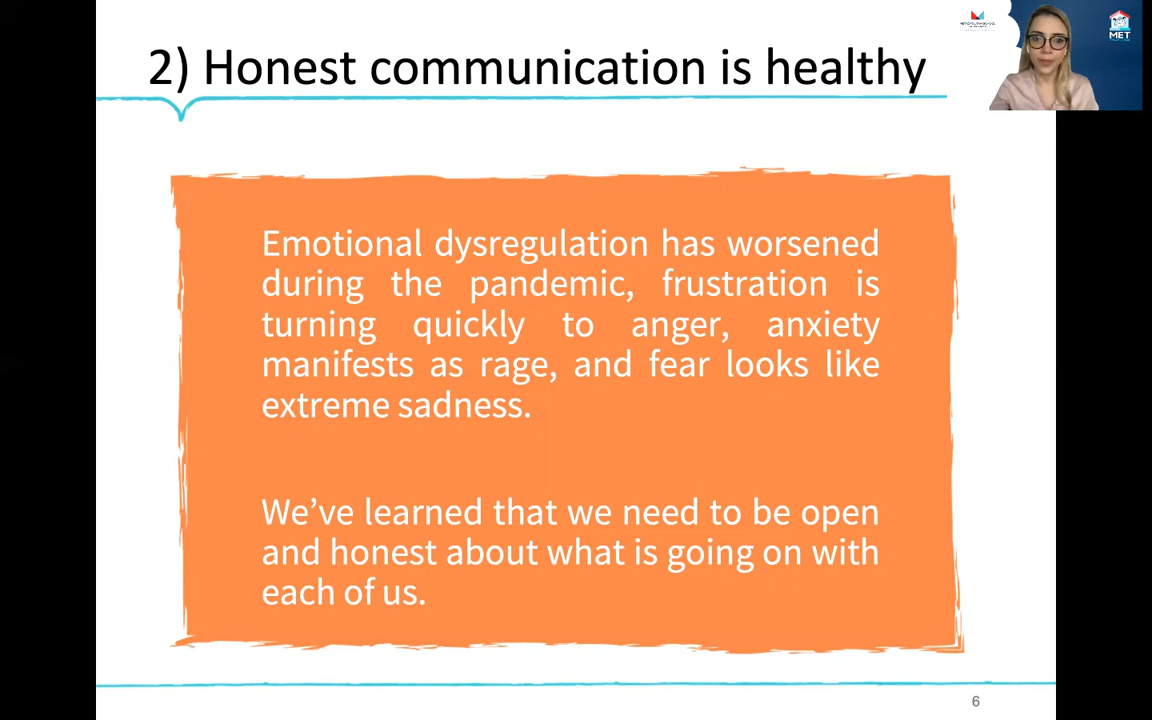 2) Honest communication is healthy
MET
Emotional dysregulation has worsened
during the pandemic, frustration is
turning quickly to anger, anxiety
manifests as rage, and fear looks like
extreme sadness.
We’ve learned that we need to be open
and honest about what is going on with
each of us.
6